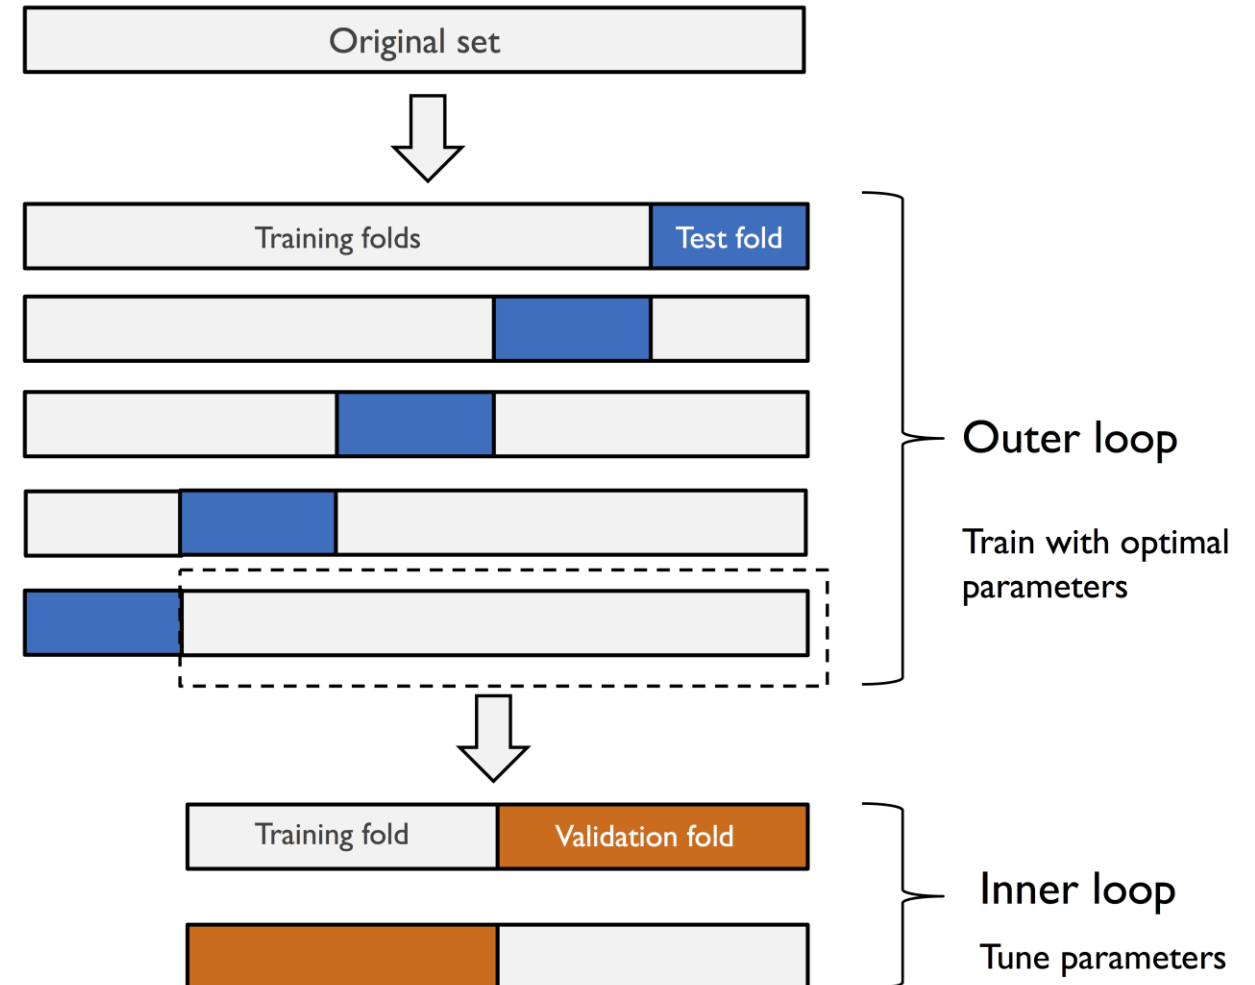 Original set
Training folds
Test fold
Outer loop
Train with optimal
parameters
Training fold
Validation fold
Inner loop
Tune parameters